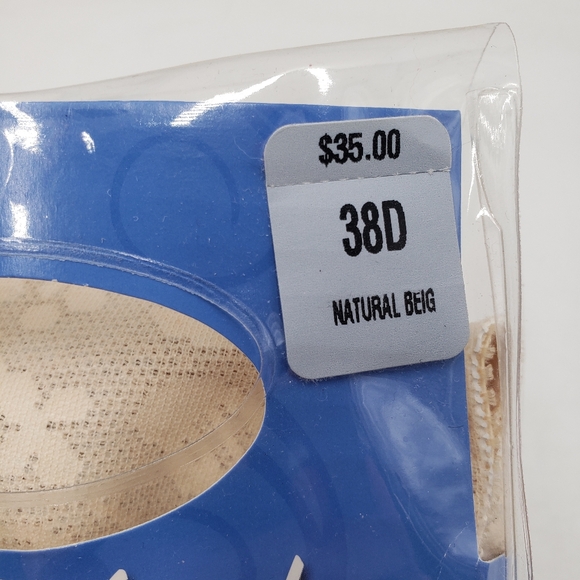 $35.00
38D
NATURAL BEIG